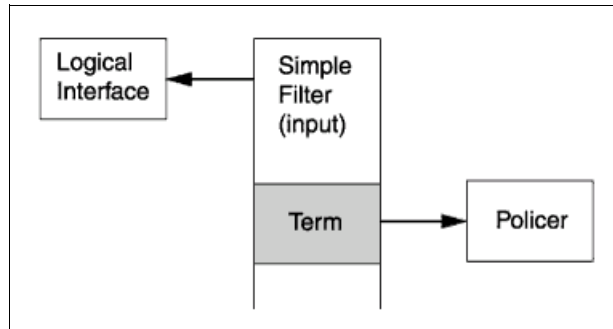 Logical
Interface
Simple
Filter
(input)
Term
Policer